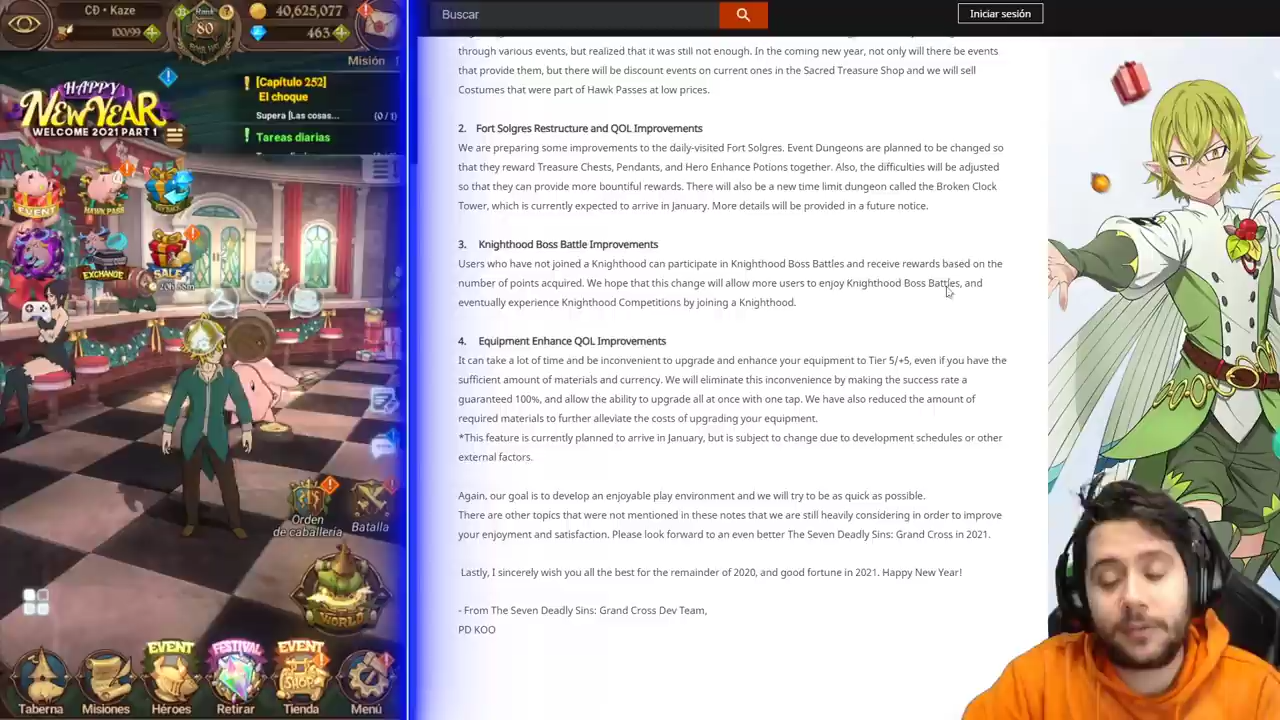 CĐ • Kaze
100/99
Rank
80
40,625,077
463
Misión
HAPPY
NEW YEAR
WELCOME 2021 PART 1
[Capítulo 252]
El choque
Supera [Las cosas... (0/1)
Tareas diarias
EVENT
HAWK PASS
EXCHANGE
SALE
Orden
de caballería
Batalla
WORLD
EVENT
FESTIVAL
EVENT
SHOP
Taberna
Misiones
Héroes
Retirar
Tienda
Menú
Buscar
Iniciar sesión
through various events, but realized that it was still not enough. In the coming new year, not only will there be events
that provide them, but there will be discount events on current ones in the Sacred Treasure Shop and we will sell
Costumes that were part of Hawk Passes at low prices.
2. Fort Solgres Restructure and QOL Improvements
We are preparing some improvements to the daily-visited Fort Solgres. Event Dungeons are planned to be changed so
that they reward Treasure Chests, Pendants, and Hero Enhance Potions together. Also, the difficulties will be adjusted
so that they can provide more bountiful rewards. There will also be a new time limit dungeon called the Broken Clock
Tower, which is currently expected to arrive in January. More details will be provided in a future notice.
3. Knighthood Boss Battle Improvements
Users who have not joined a Knighthood can participate in Knighthood Boss Battles and receive rewards based on the
number of points acquired. We hope that this change will allow more users to enjoy Knighthood Boss Battles, and
eventually experience Knighthood Competitions by joining a Knighthood.
4. Equipment Enhance QOL Improvements
It can take a lot of time and be inconvenient to upgrade and enhance your equipment to Tier 5/+5, even if you have the
sufficient amount of materials and currency. We will eliminate this inconvenience by making the success rate a
guaranteed 100%, and allow the ability to upgrade all at once with one tap. We have also reduced the amount of
required materials to further alleviate the costs of upgrading your equipment.
*This feature is currently planned to arrive in January, but is subject to change due to development schedules or other
external factors.
Again, our goal is to develop an enjoyable play environment and we will try to be as quick as possible.
There are other topics that were not mentioned in these notes that we are still heavily considering in order to improve
your enjoyment and satisfaction. Please look forward to an even better The Seven Deadly Sins: Grand Cross in 2021.
Lastly, I sincerely wish you all the best for the remainder of 2020, and good fortune in 2021. Happy New Year!
- From The Seven Deadly Sins: Grand Cross Dev Team,
PD KOO